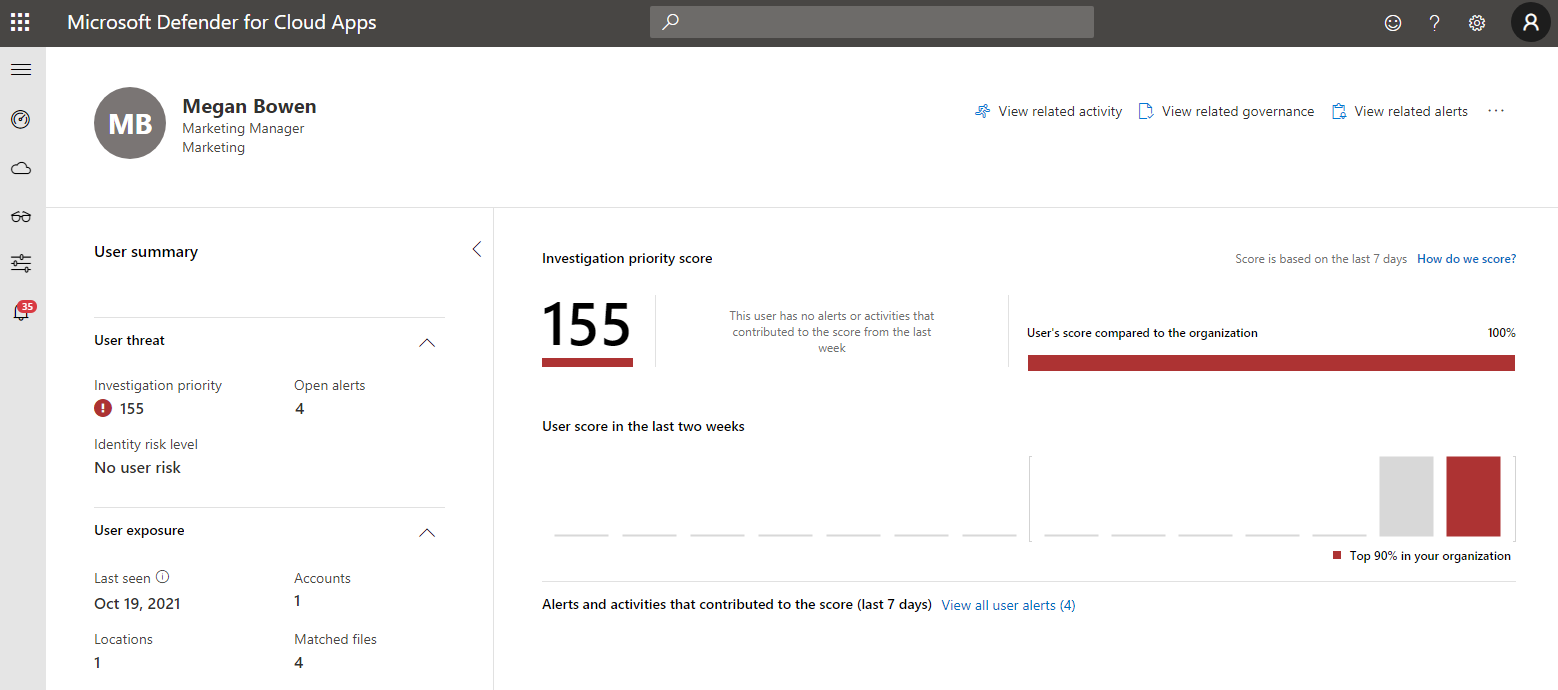 Microsoft Defender for Cloud Apps
MB
Megan Bowen
Marketing Manager
Marketing
View related activity
View related governance
View related alerts
35
User summary
User threat
Investigation priority
Open alerts
! 155
4
Identity risk level
No user risk
User exposure
Last seen
Accounts
Oct 19, 2021
1
Locations
Matched files
1
4
Investigation priority score
Score is based on the last 7 days How do we score?
155
This user has no alerts or activities that
contributed to the score from the last
week
User's score compared to the organization
100%
User score in the last two weeks
Top 90% in your organization
Alerts and activities that contributed to the score (last 7 days) View all user alerts (4)